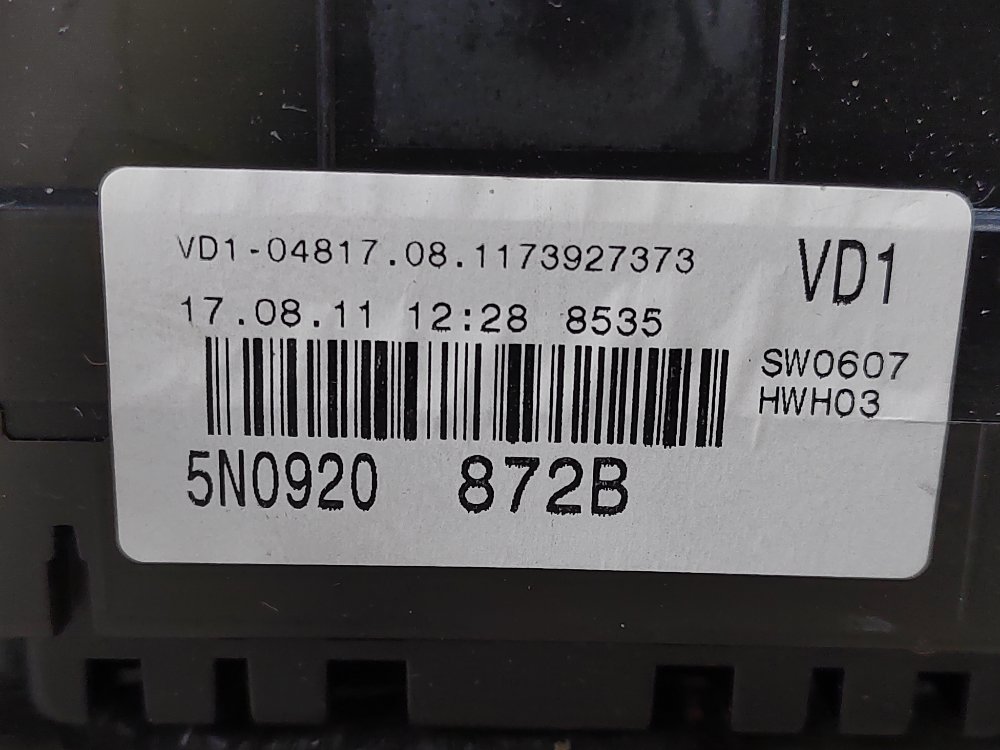 VD1-04817.08.1173927373
VD1
17.08.11 12:28 8535
SW0607
HWH03
5N0920 872B